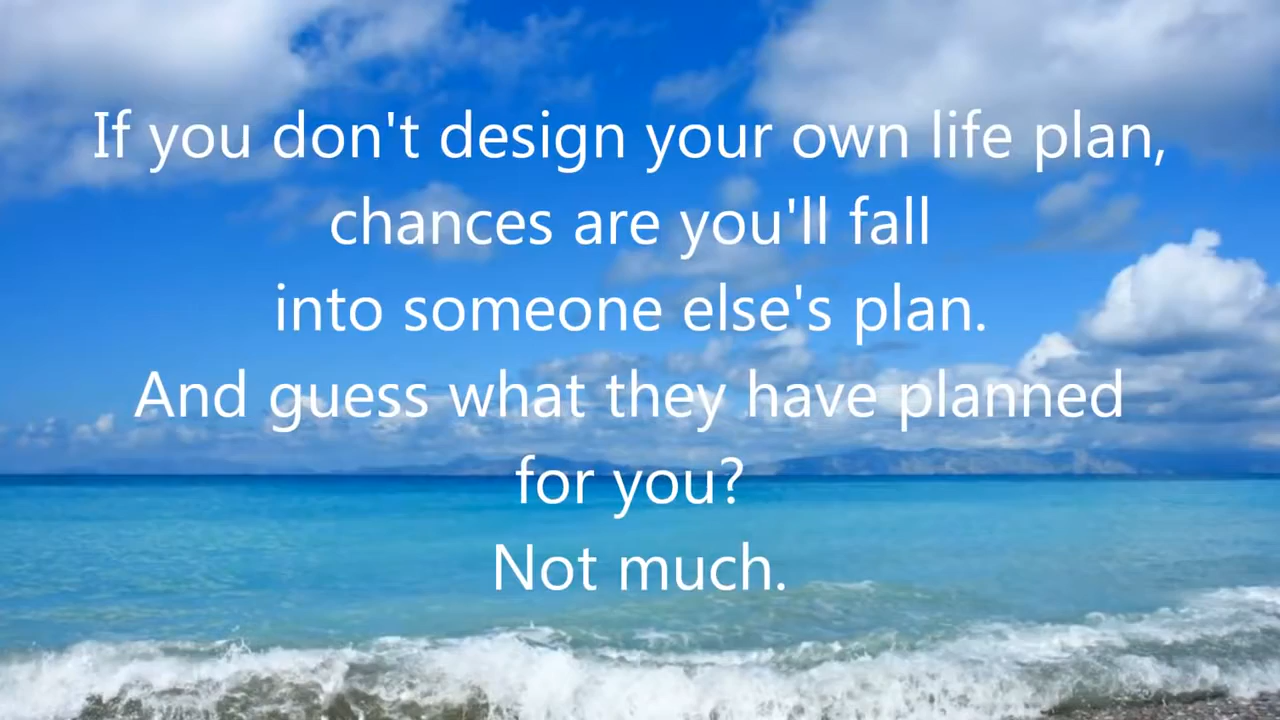 If you don't design your own life plan,
chances are you'll fall
into someone else's plan.
And guess what they have planned
for you?
Not much.